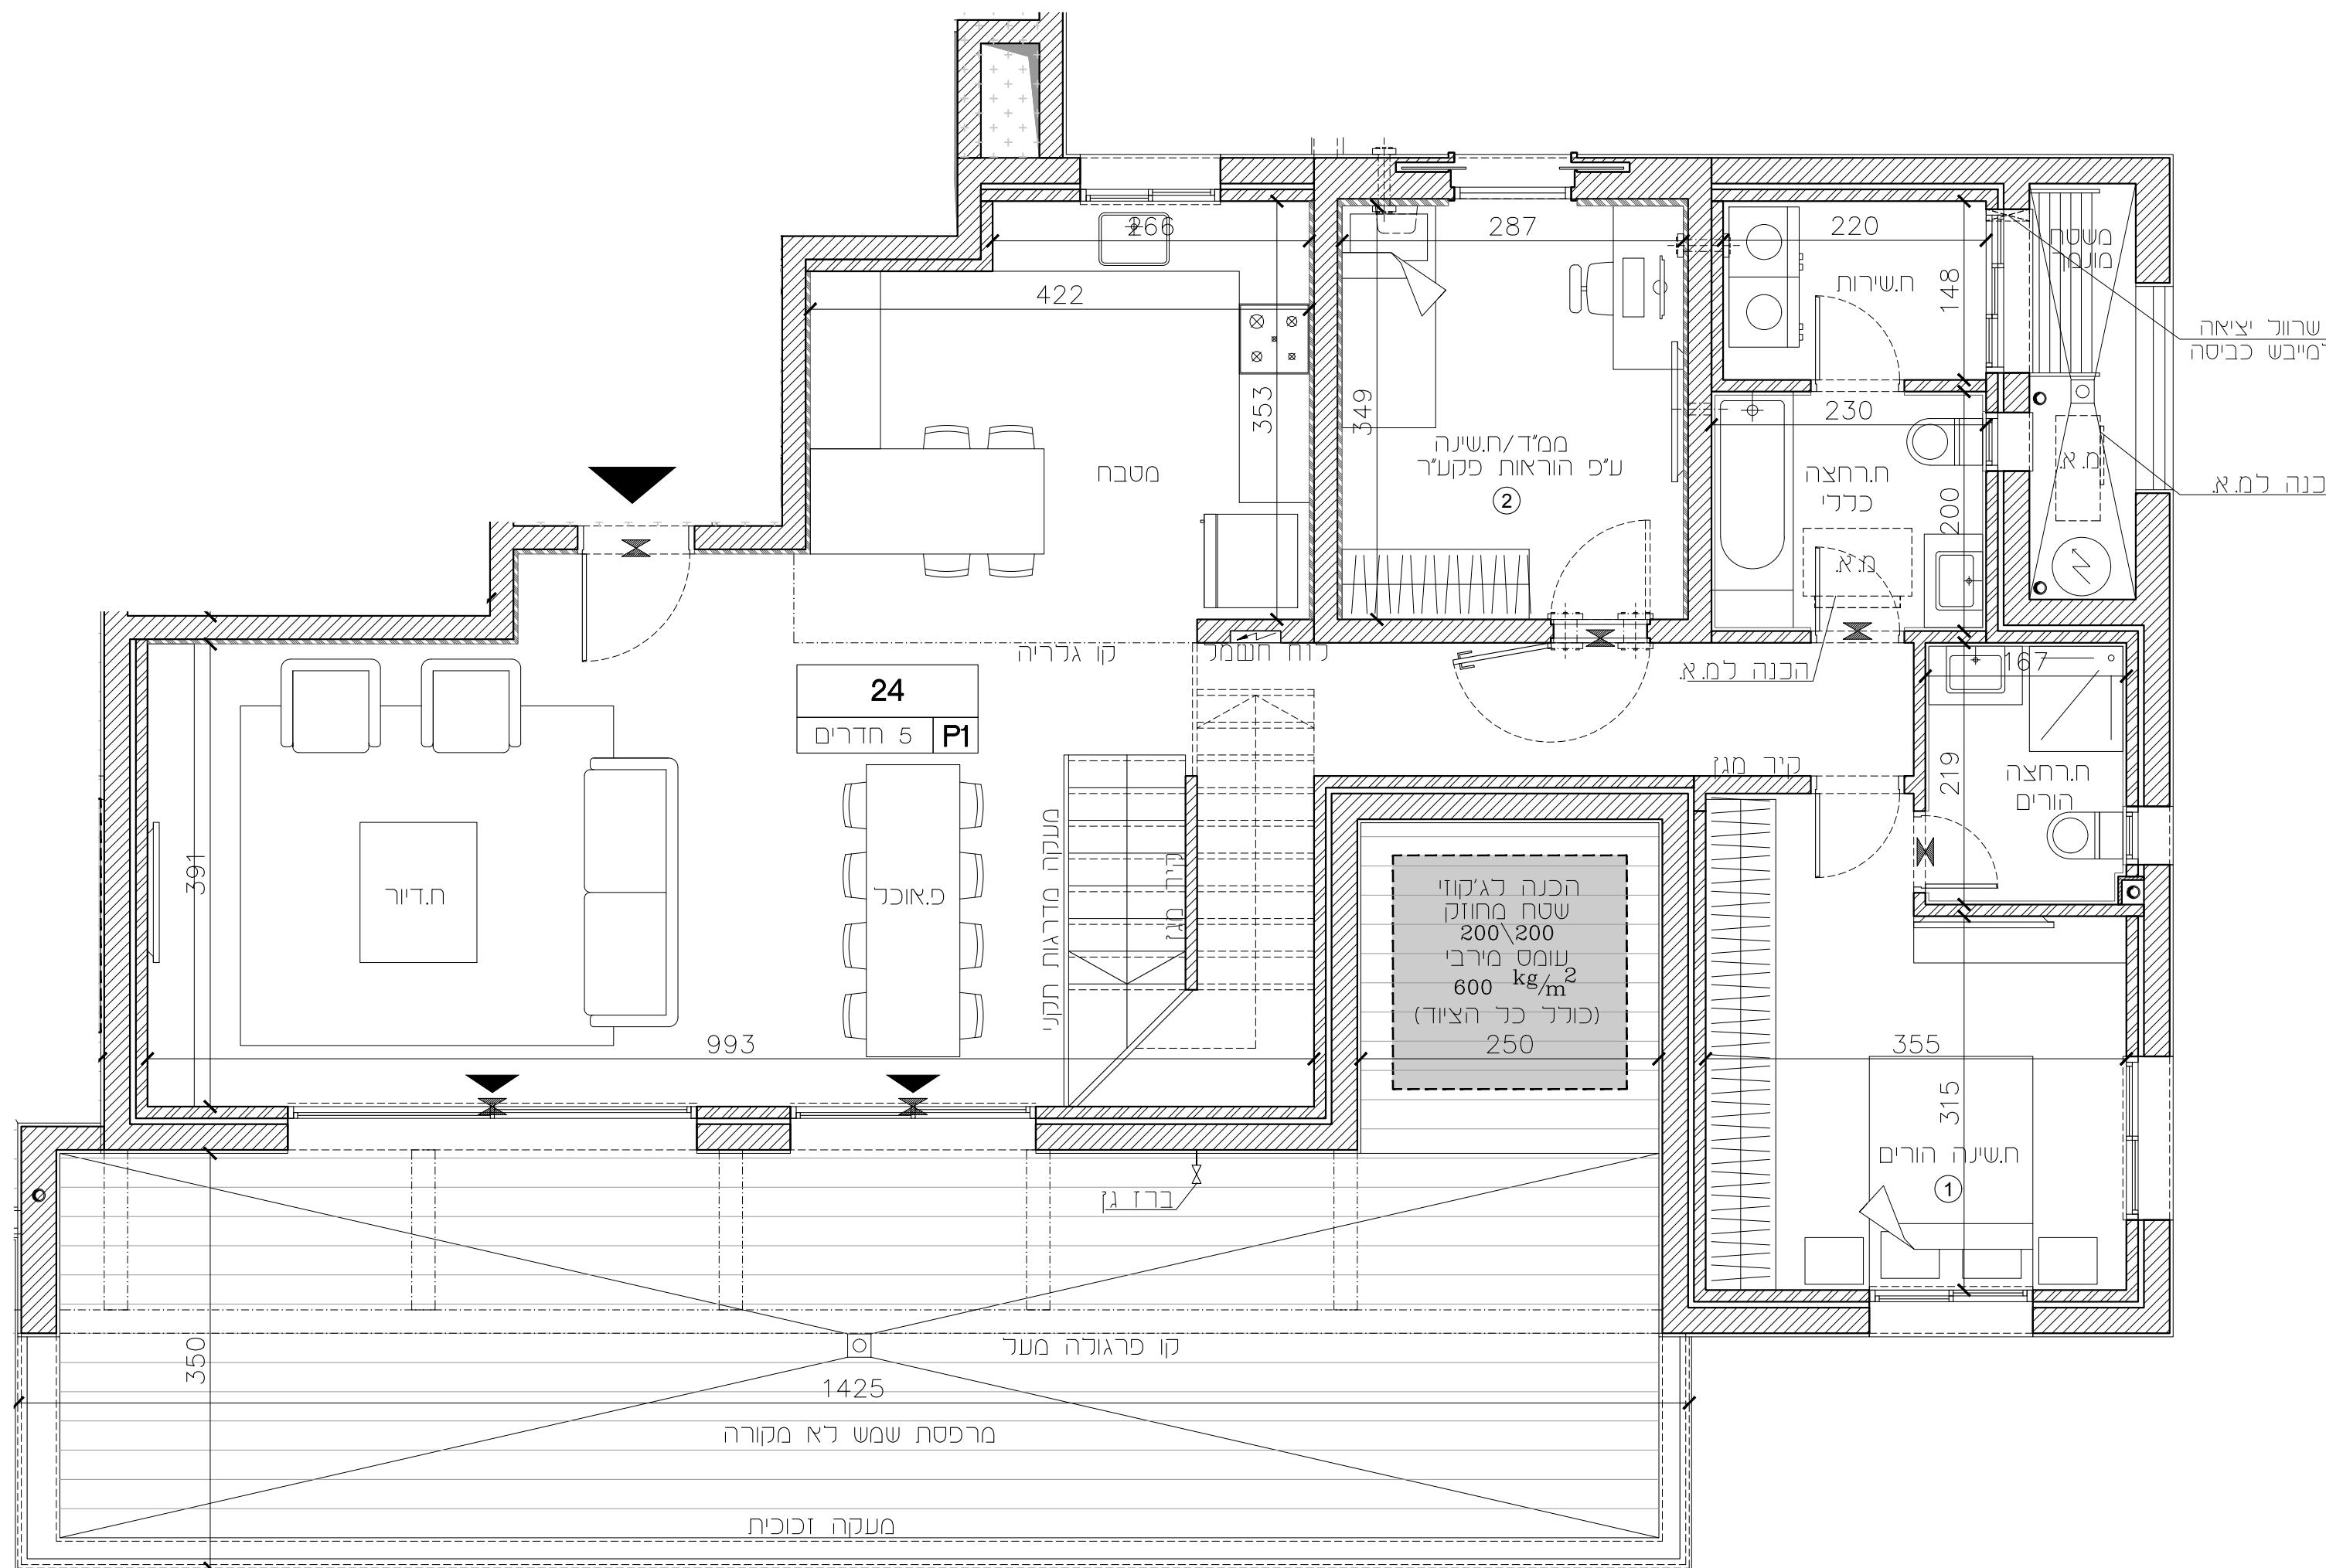 266
287
220
משטח
מונמך
ח.שירות
148
422
שרוול יציאה
למייבש כביסה
353
349
230
ממ"ד/ח.שינה
ע"פ הוראות פקע"ר
2
מטבח
ח.רחצה
כללי
200
מ.א.
מ.א.
הכנה למ.א.
קו גלריה
לוח חשמל
הכנה למ.א.
167
24
5 חדרים
P1
קיר מגן
219
ח.רחצה
הורים
391
ח.דיור
פ.אוכל
מעקה מדרגות תקני
קיר מגן
הכנה לג'קוזי
שטח מחוזק
200\200
עומס מירבי
600 kg/m²
(כולל כל הציוד)
993
250
355
315
ח.שינה הורים
1
ברז גן
350
קו פרגולה מעל
1425
מרפסת שמש לא מקורה
מעקה זכוכית